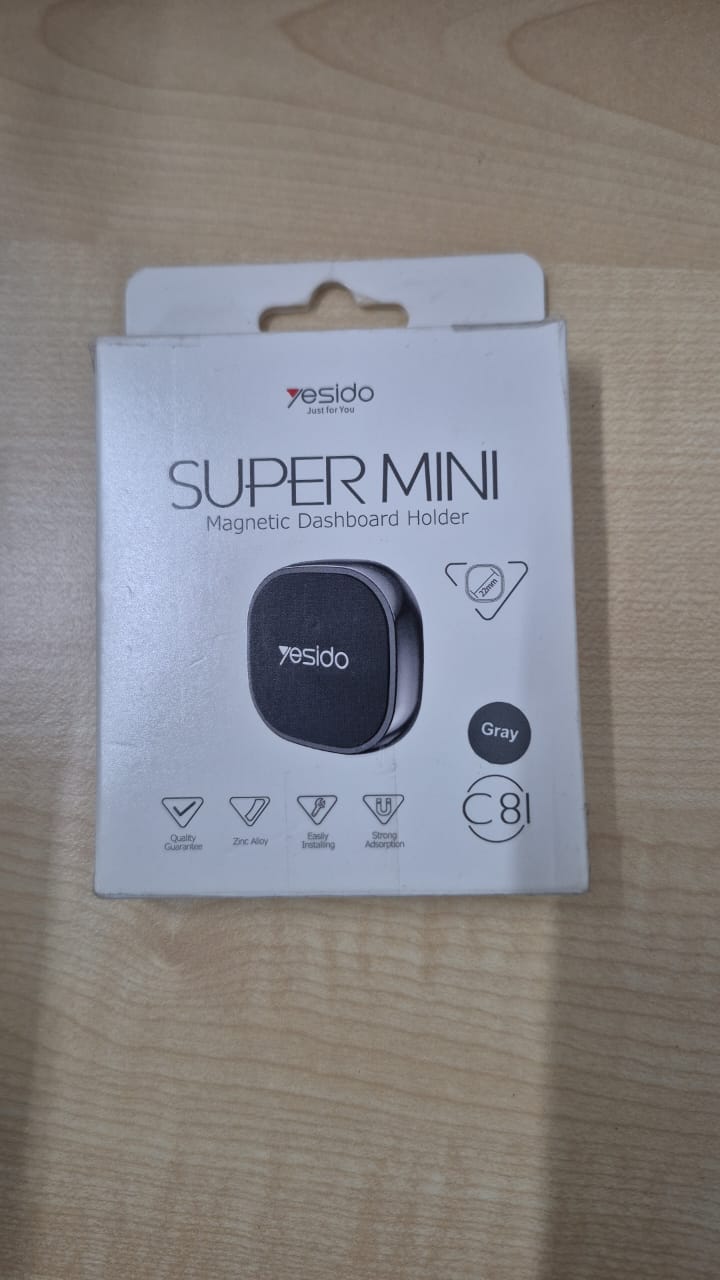 Yesido
Just for You
SUPER MINI
Magnetic Dashboard Holder
22mm
Yesido
Gray
C81
Quality
Guarantee
Zinc Alloy
Easily
Installing
Strong
Adsorption